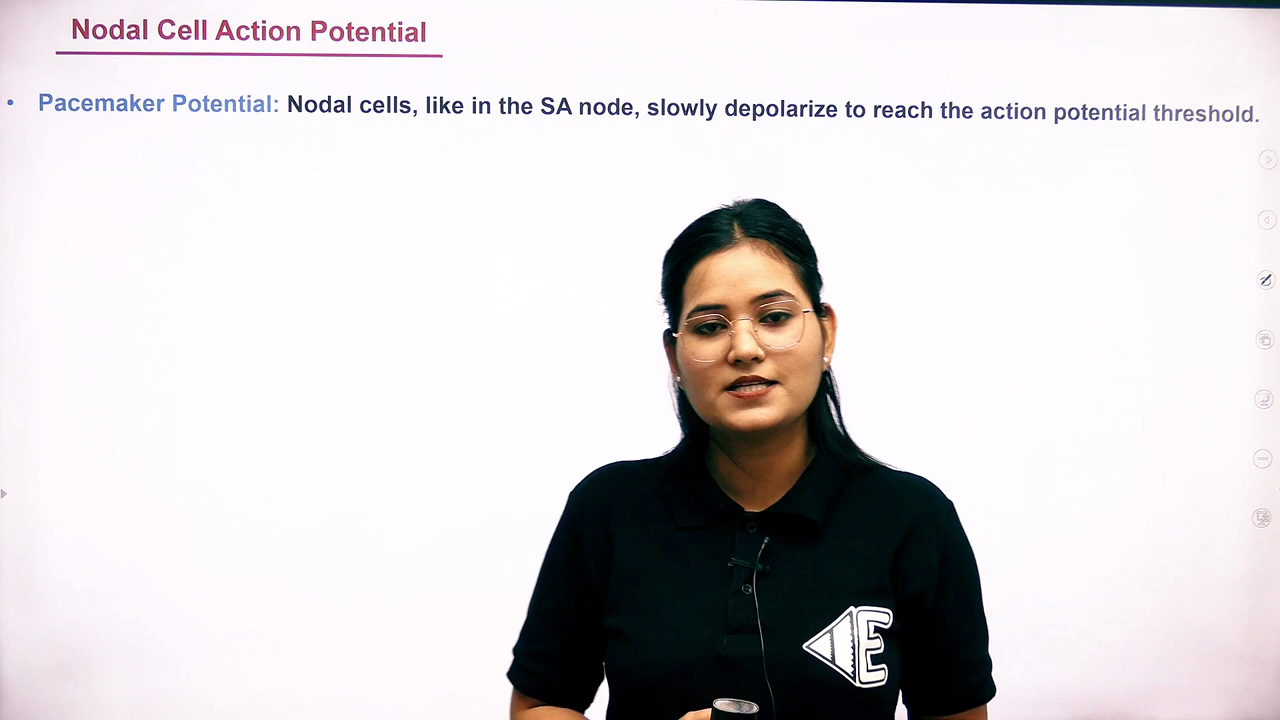 Nodal Cell Action Potential
• Pacemaker Potential: Nodal cells, like in the SA node, slowly depolarize to reach the action potential threshold.
E